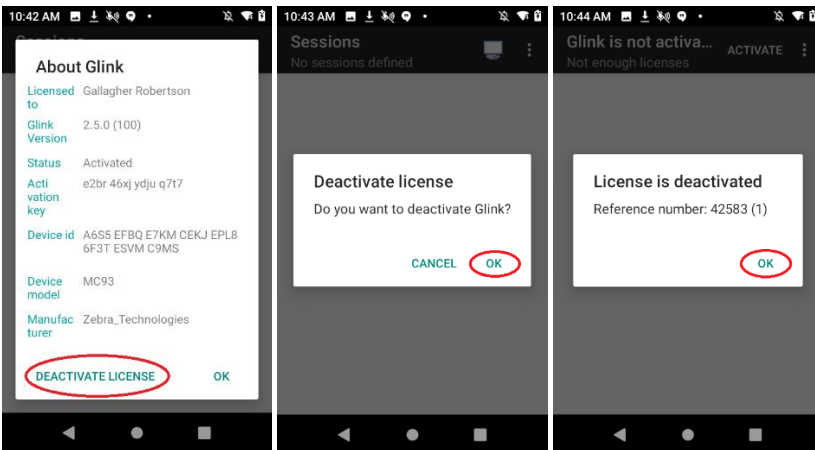 10:42 AM
Sessions
About Glink
Licensed to Gallagher Robertson
Glink Version 2.5.0 (100)
Status Activated
Acti vation key e2br 46xj ydju q7t7
Device id A6S5 EFBQ E7KM CEKJ EPL8
6F3T ESVM C9MS
Device model MC93
Manufac turer Zebra_Technologies
DEACTIVATE LICENSE OK
10:43 AM
Sessions
No sessions defined
Deactivate license
Do you want to deactivate Glink?
CANCEL OK
10:44 AM
Glink is not activa... ACTIVATE
Not enough licenses
License is deactivated
Reference number: 42583 (1)
OK